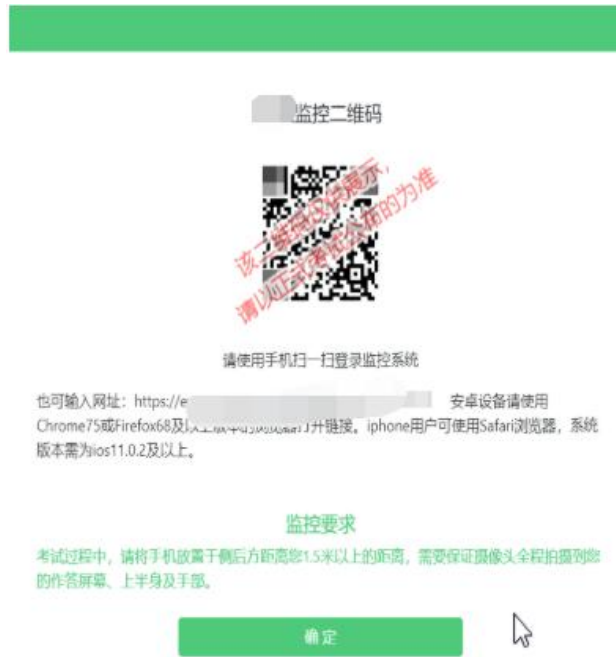 监控二维码
该二维码仅供展示,
请以正式考试公布的为准
请使用手机扫一扫登录监控系统
也可输入网址：https://e 安卓设备请使用
Chrome75或Firefox68及以上版本的浏览器打开链接。iphone用户可使用Safari浏览器，系统
版本需为ios11.0.2及以上。
监控要求
考试过程中，请将手机放置于侧后方距离您1.5米以上的距离，需要保证摄像头全程拍摄到您
的作答屏幕、上半身及手部。
确定